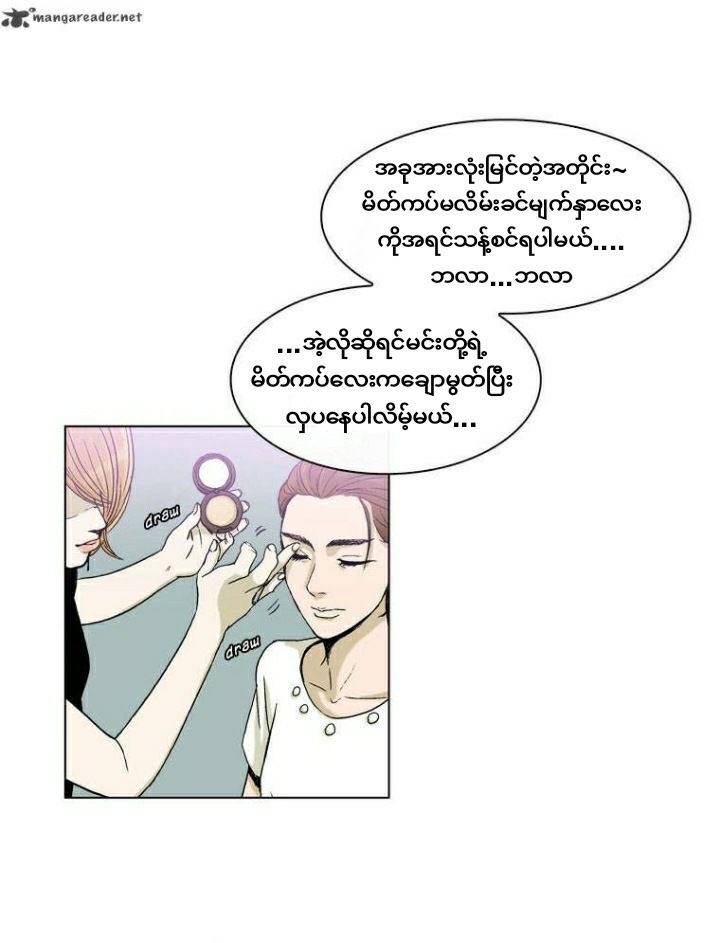 mangareader.net
အခုအားလုံးမြင်တဲ့အတိုင်း~
မိတ်ကပ်မလိမ်းခင်မျက်နှာလေး
ကိုအရင်သန့်စင်ရပါမယ်....
ဘလာ...ဘလာ
...အဲ့လိုဆိုရင်မင်းတို့ရဲ့
မိတ်ကပ်လေးကချောမွတ်ပြီး
လှပနေပါလိမ့်မယ်...
draw
draw